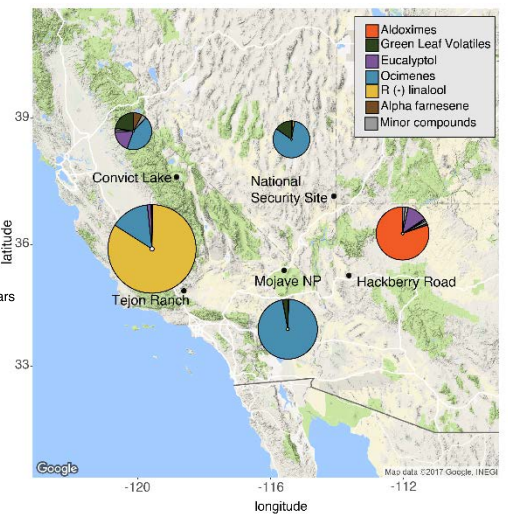 Aldoximes
Green Leaf Volatiles
Eucalyptol
Ocimenes
R (-) linalool
Alpha farnesene
Minor compounds
39
Convict Lake
National
Security Site
36
latitude
Mojave NP
Hackberry Road
ars
Tejon Ranch
33
Google
Map data ©2017 Google, INEGI
-120
-116
-112
longitude